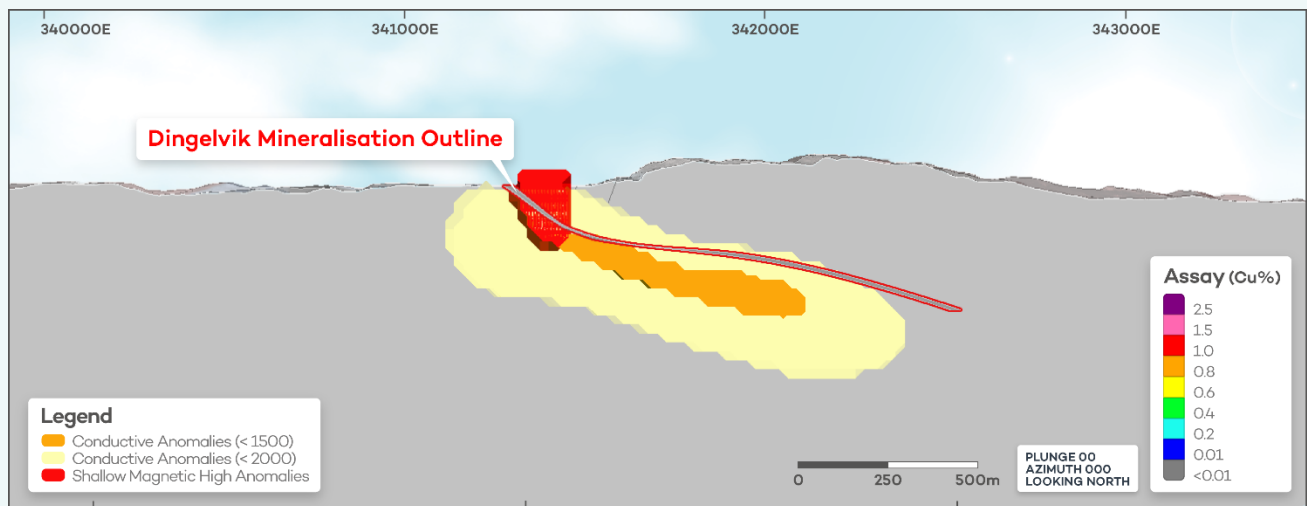 340000E
341000E
342000E
343000E
Dingelvik Mineralisation Outline
Assay (Cu%)
2.5
1.5
1.0
0.8
0.6
0.4
0.2
0.01
<0.01
Legend
Conductive Anomalies (< 1500)
Conductive Anomalies (< 2000)
Shallow Magnetic High Anomalies
0 250 500m
PLUNGE 00
AZIMUTH 000
LOOKING NORTH